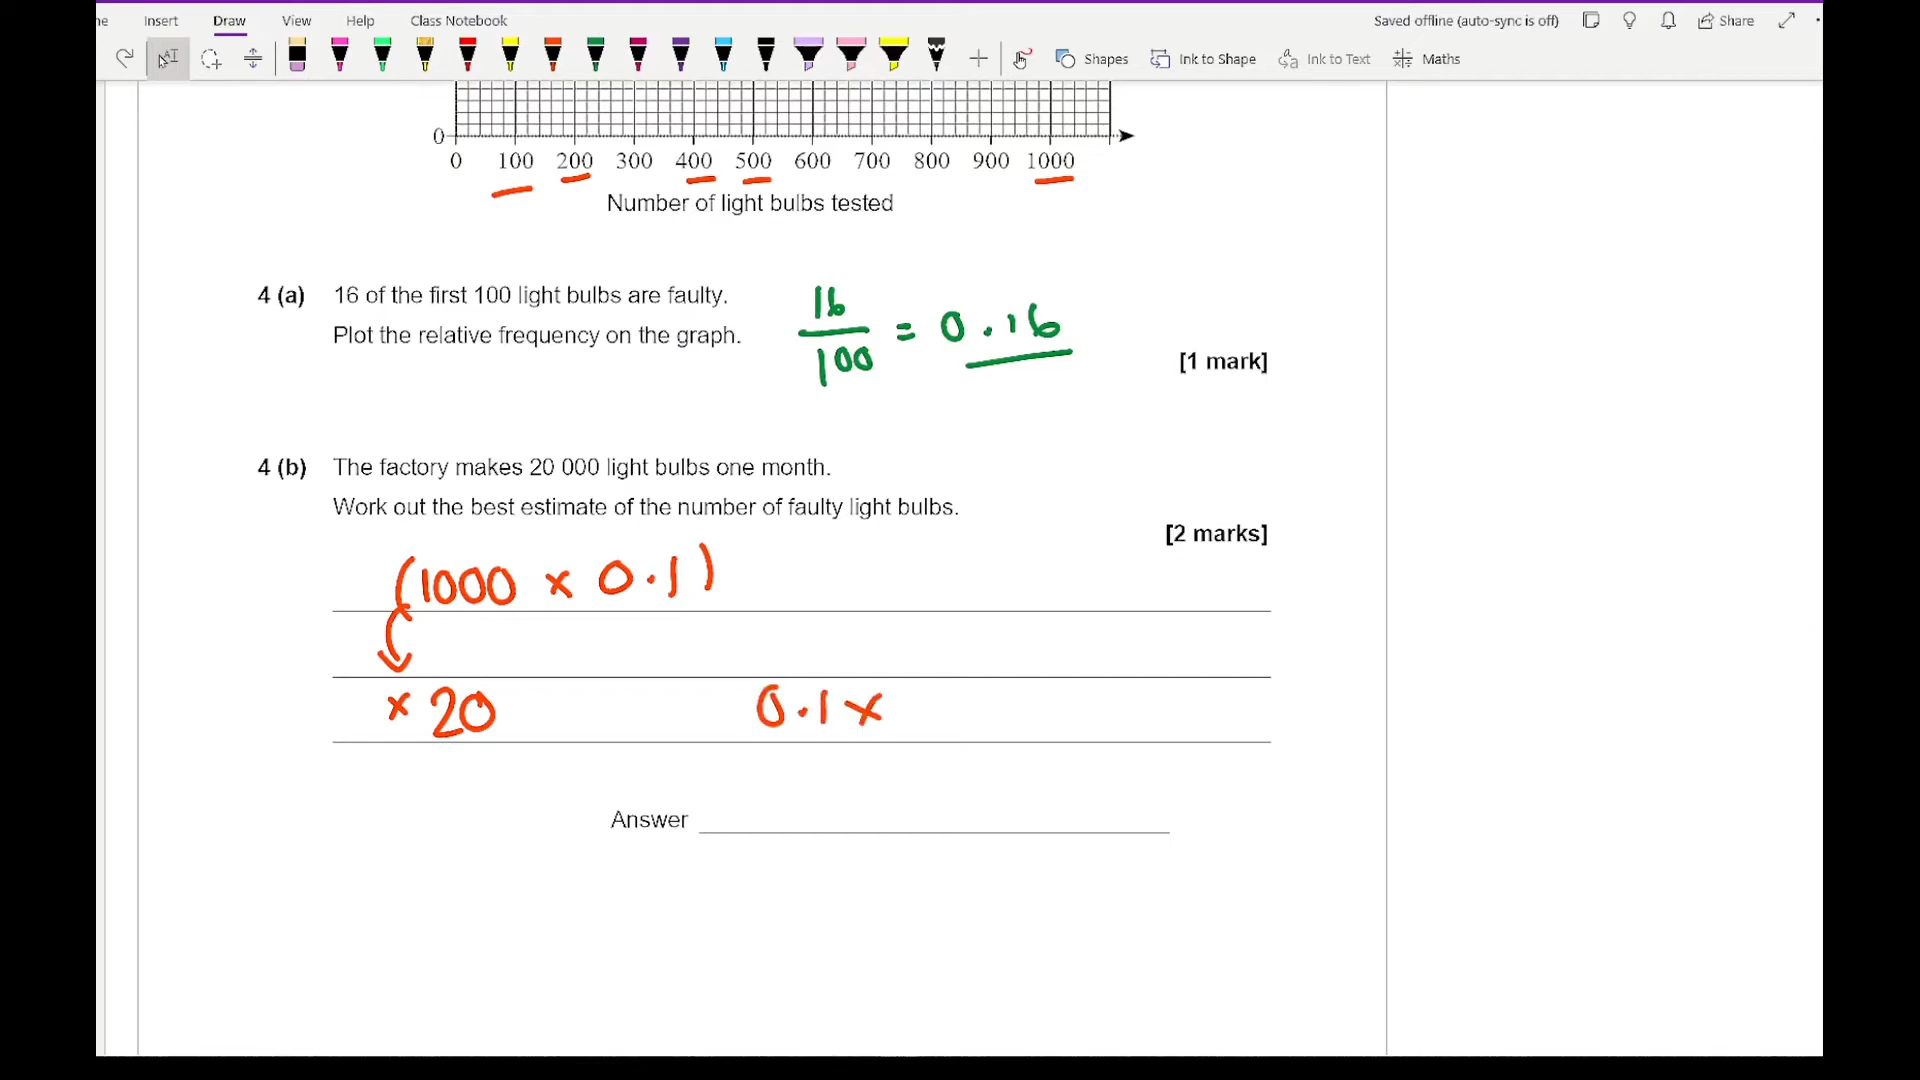 Insert Draw View Help Class Notebook Saved offline (auto-sync is off) Share
Shapes Ink to Shape Ink to Text Maths
0
0 100 200 300 400 500 600 700 800 900 1000
Number of light bulbs tested
4 (a) 16 of the first 100 light bulbs are faulty.
Plot the relative frequency on the graph.
16
100 = 0.16
[1 mark]
4 (b) The factory makes 20 000 light bulbs one month.
Work out the best estimate of the number of faulty light bulbs.
[2 marks]
(1000 x 0.1)
x 20 0.1 x
Answer